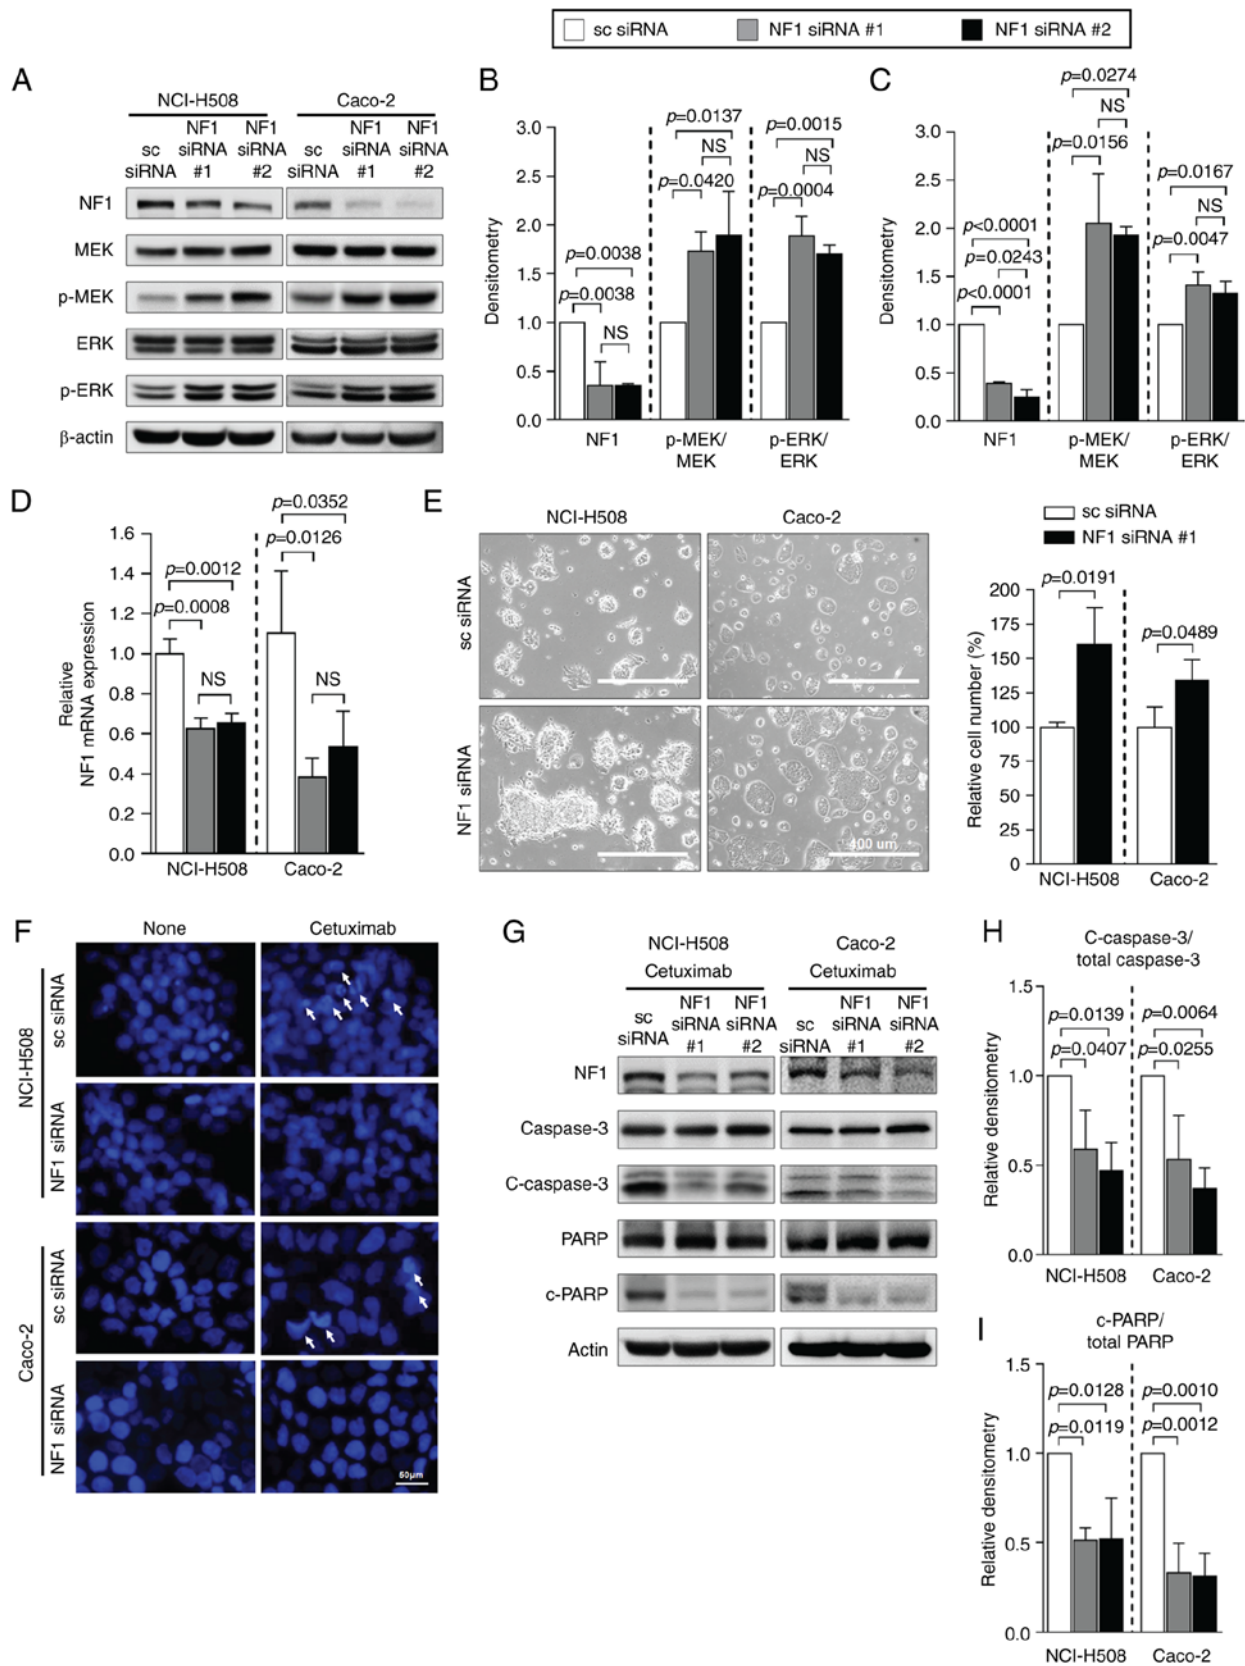 sc siRNA NF1 siRNA #1 NF1 siRNA #2
A
NCI-H508 Caco-2
sc siRNA NF1 siRNA #1 NF1 siRNA #2 sc siRNA NF1 siRNA #1 NF1 siRNA #2
NF1
MEK
p-MEK
ERK
p-ERK
β-actin
B
Densitometry
3.0
2.5
2.0
1.5
1.0
0.5
0.0
p=0.0038
p=0.0038
NS
p=0.0137
NS
p=0.0420
p=0.0015
NS
p=0.0004
NF1 p-MEK/ p-ERK/
MEK ERK
C
Densitometry
3.0
2.5
2.0
1.5
1.0
0.5
0.0
p<0.0001
p=0.0243
p<0.0001
p=0.0274
NS
p=0.0156
p=0.0167
NS
p=0.0047
NF1 p-MEK/ p-ERK/
MEK ERK
D
Relative
NF1 mRNA expression
1.6
1.4
1.2
1.0
0.8
0.6
0.4
0.2
0.0
p=0.0012
p=0.0008
NS
p=0.0352
p=0.0126
NS
NCI-H508 Caco-2
E
NCI-H508 Caco-2
sc siRNA
NF1 siRNA
400 um
sc siRNA
NF1 siRNA #1
Relative cell number (%)
200
175
150
125
100
75
50
25
0
p=0.0191
p=0.0489
NCI-H508 Caco-2
F
None Cetuximab
NCI-H508
sc siRNA
NF1 siRNA
Caco-2
sc siRNA
NF1 siRNA
50µm
G
NCI-H508 Caco-2
Cetuximab Cetuximab
sc siRNA NF1 siRNA #1 NF1 siRNA #2 sc siRNA NF1 siRNA #1 NF1 siRNA #2
NF1
Caspase-3
C-caspase-3
PARP
c-PARP
Actin
H
C-caspase-3/
total caspase-3
Relative densitometry
1.5
1.0
0.5
0.0
p=0.0139
p=0.0407
p=0.0064
p=0.0255
NCI-H508 Caco-2
I
c-PARP/
total PARP
Relative densitometry
1.5
1.0
0.5
0.0
p=0.0128
p=0.0119
p=0.0010
p=0.0012
NCI-H508 Caco-2